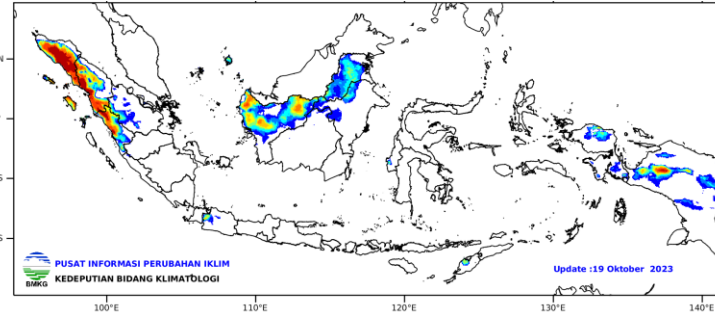 N
S
S
PUSAT INFORMASI PERUBAHAN IKLIM
BMKG
KEDEPUTIAN BIDANG KLIMATOLOGI
Update :19 Oktober 2023
100°E 110°E 120°E 130°E 140°E